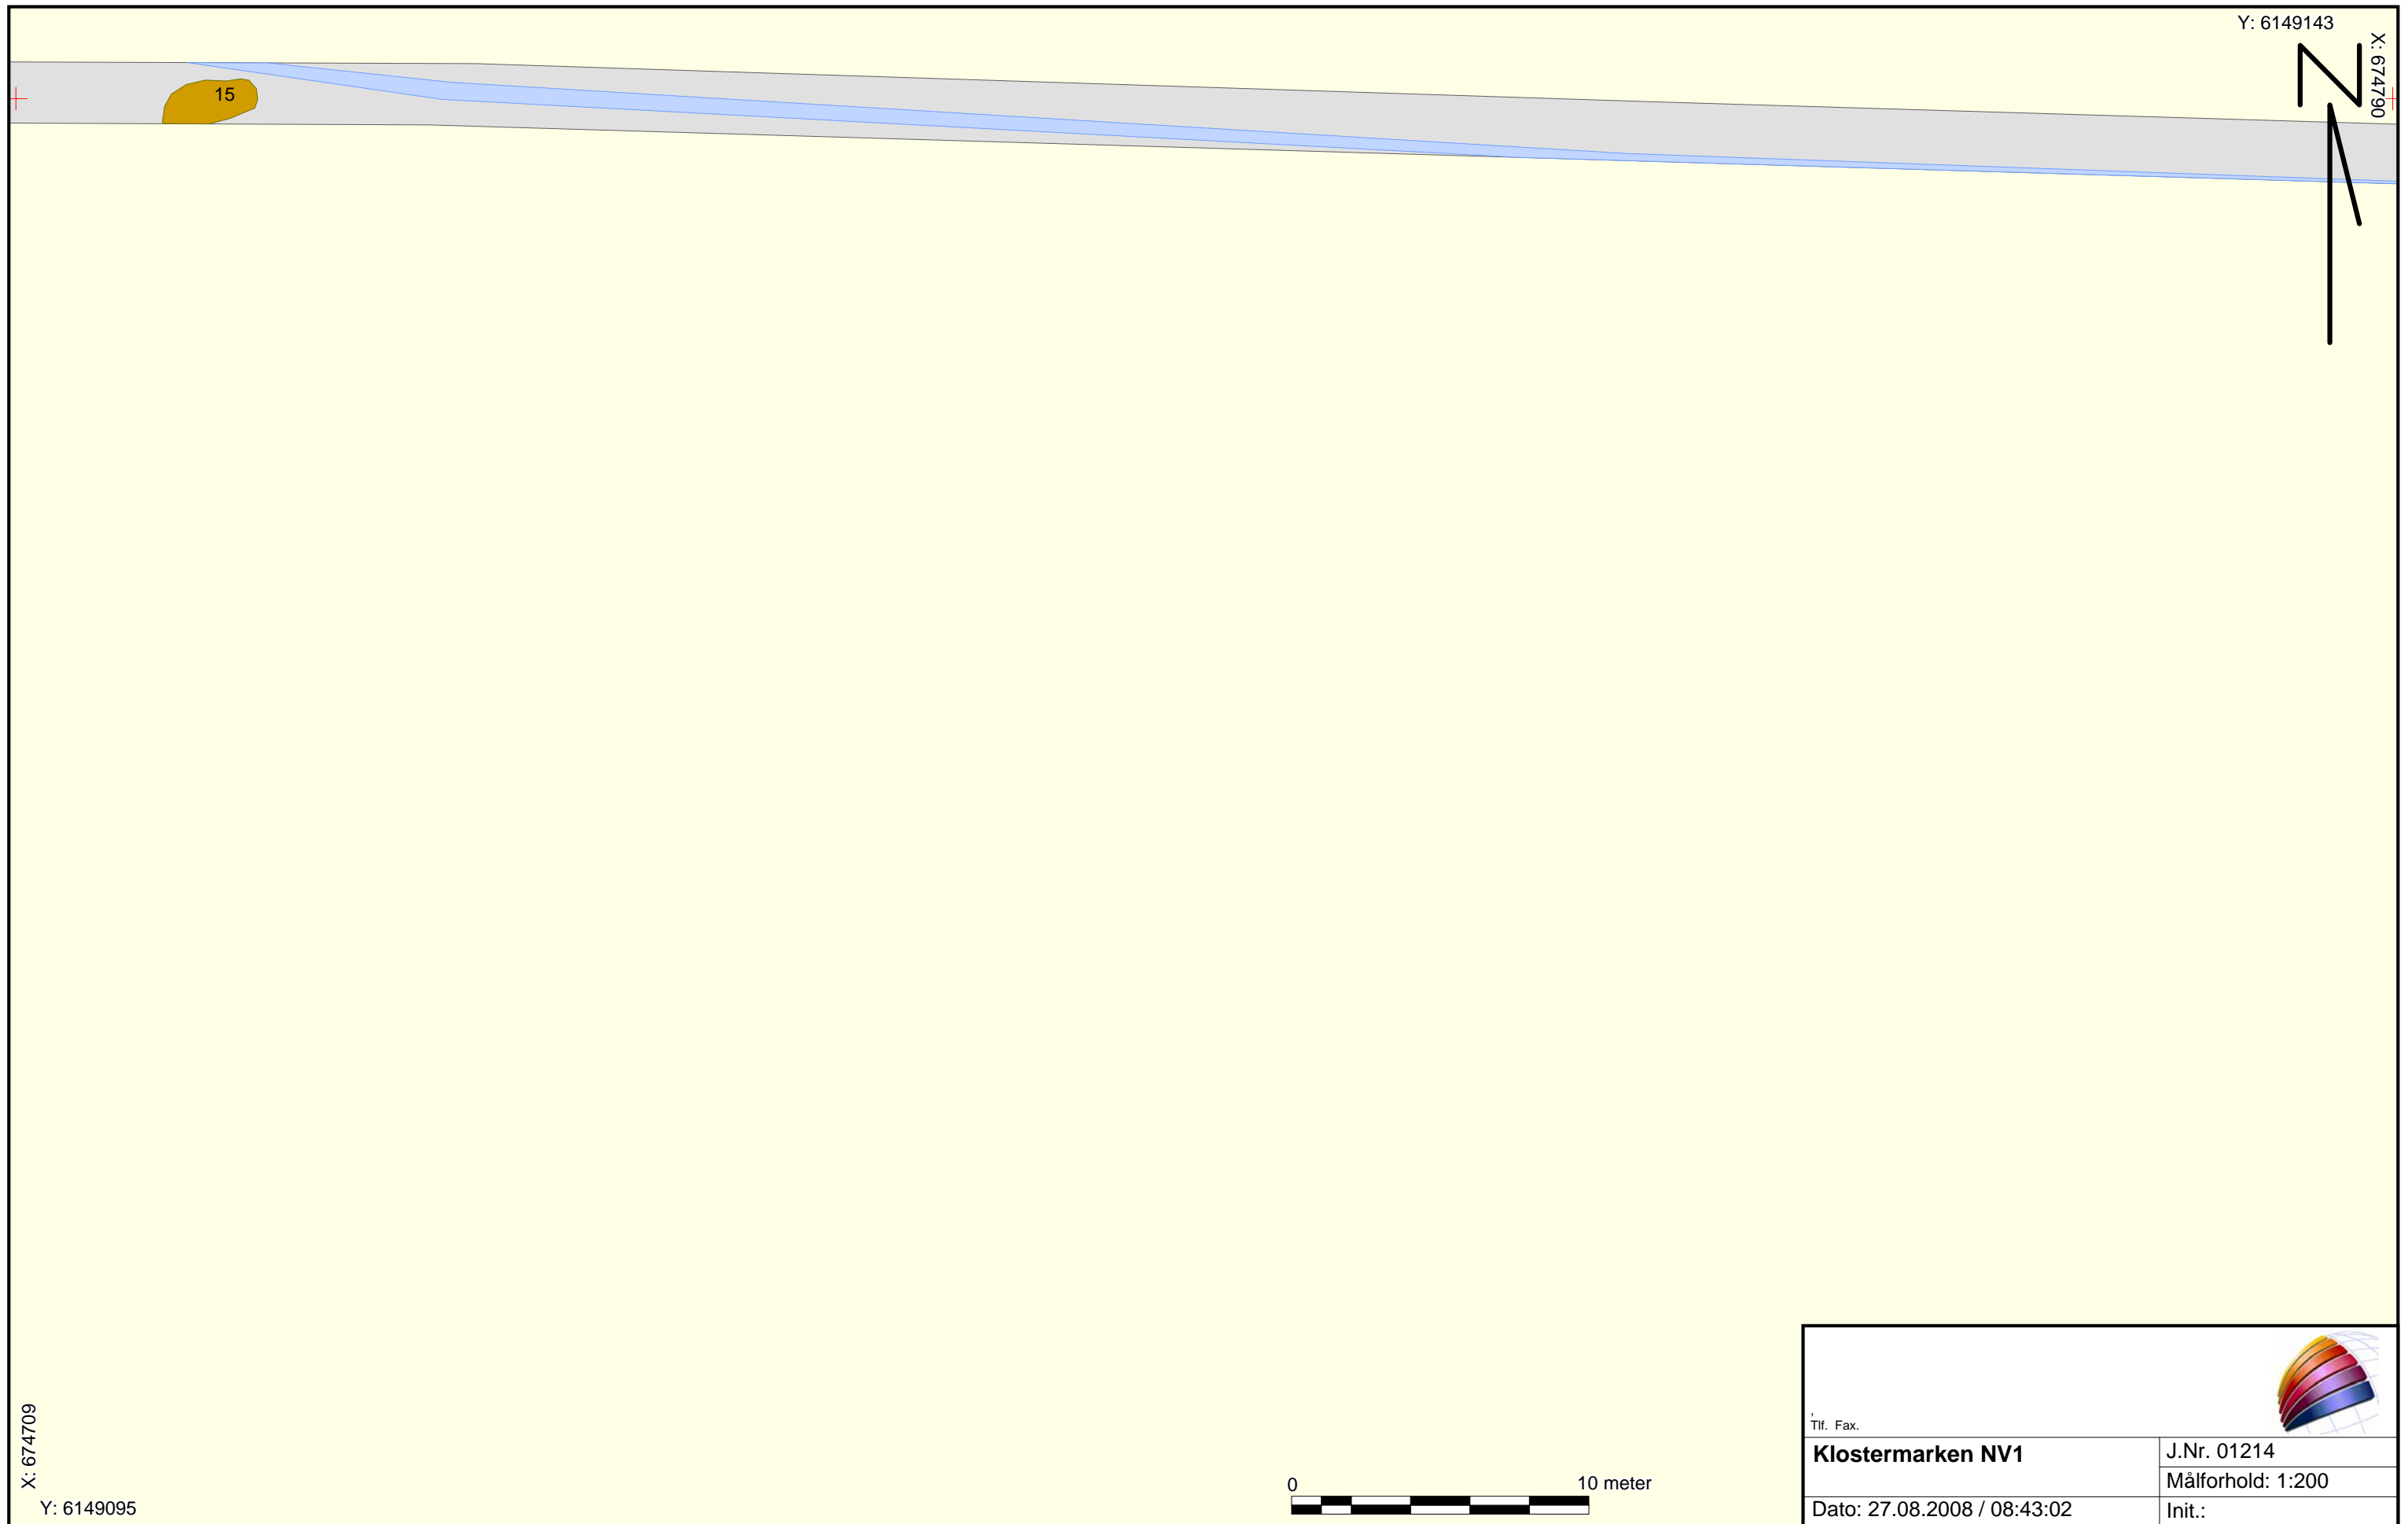 Y: 6149143
X: 674790
15
X: 674709
Y: 6149095
0 10 meter
,
Tlf. Fax.
Klostermarken NV1
J.Nr. 01214
Målforhold: 1:200
Dato: 27.08.2008 / 08:43:02
Init.: